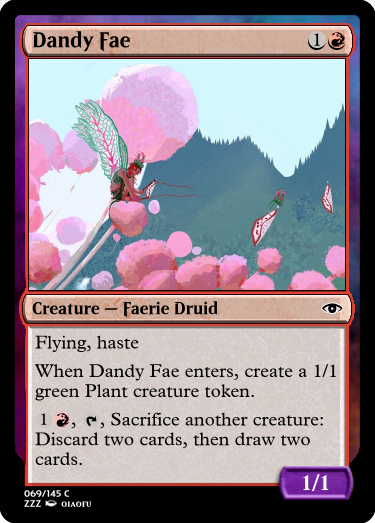 Dandy Fae 1
Creature — Faerie Druid
Flying, haste
When Dandy Fae enters, create a 1/1
green Plant creature token.
1 , , Sacrifice another creature:
Discard two cards, then draw two
cards.
1/1
069/145 C
ZZZ OIAOFU